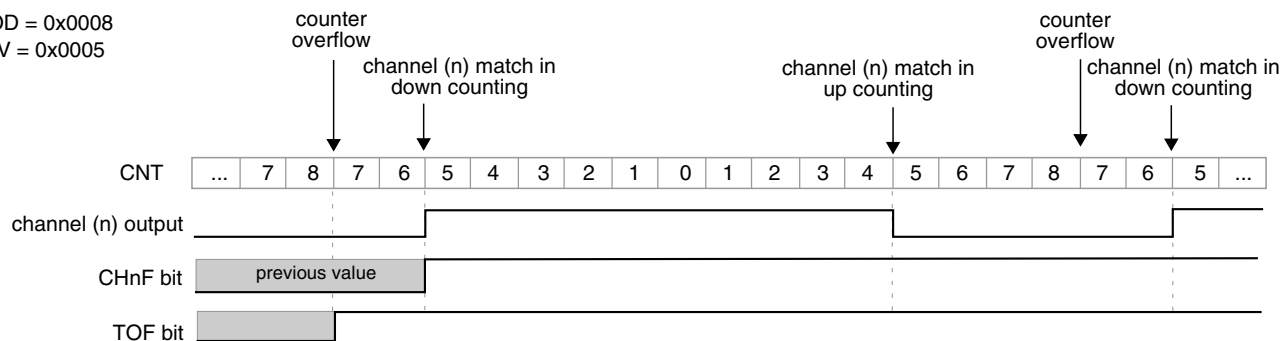 OD = 0x0008
V = 0x0005
counter
overflow
channel (n) match in
down counting
channel (n) match in
up counting
counter
overflow
channel (n) match in
down counting
CNT ... 7 8 7 6 5 4 3 2 1 0 1 2 3 4 5 6 7 8 7 6 5 ...
channel (n) output
CHnF bit previous value
TOF bit